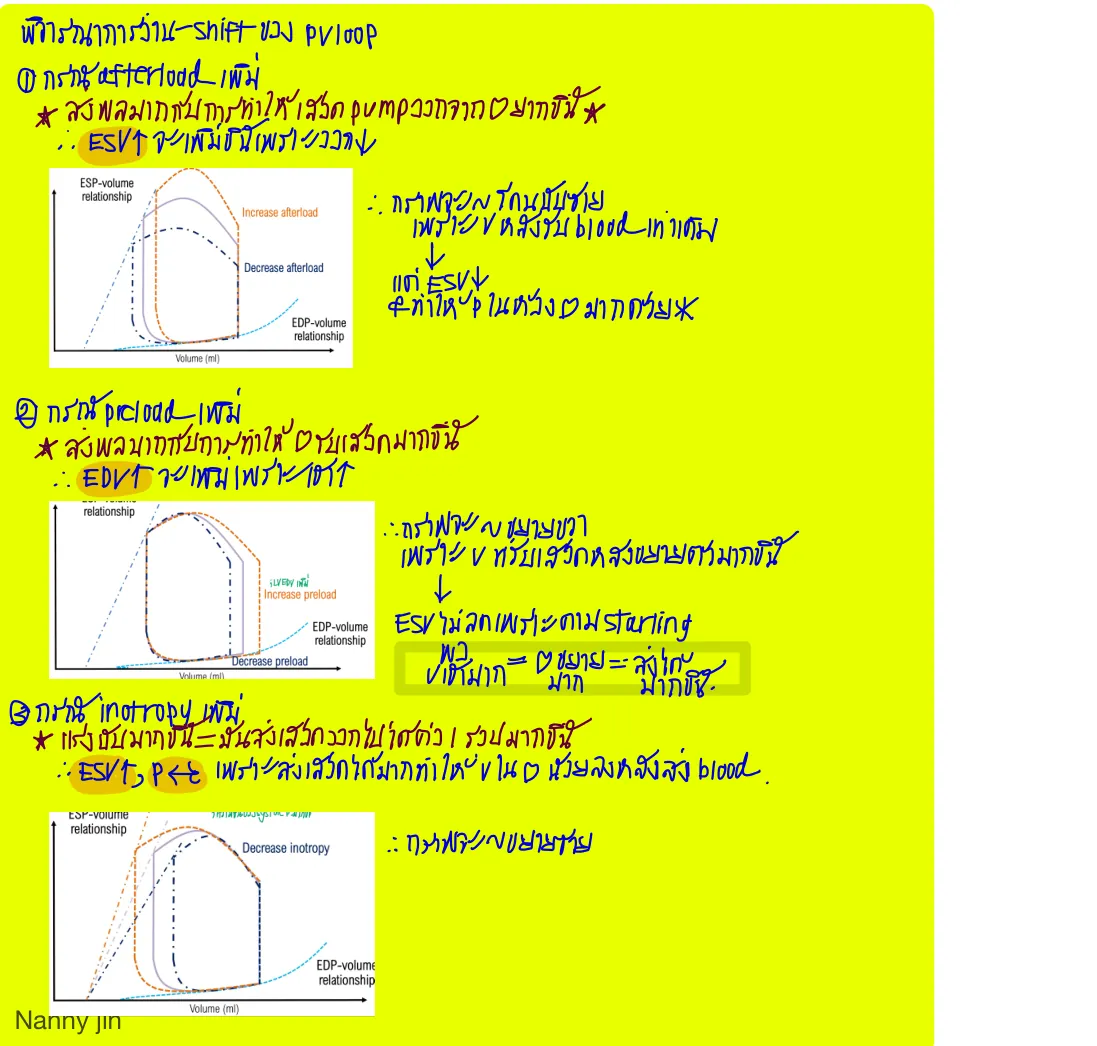 พิจารณาการอ่าน-shift ของ pv loop
① กรณี afterload เพิ่ม
★ ส่งผลมากกับการทำให้เลือด pump ออกจาก ♡ ยากขึ้น ★
∴ ESV↑ จะเพิ่มขึ้นเพราะออก↓
ESP-volume
relationship
Increase afterload
Decrease afterload
EDP-volume
relationship
Volume (ml)
∴ กราฟจะ
เพราะ v หลังรับ blood เท่าเดิม
↓
แต่ ESV↓
&ทำให้ P ในห้อง ♡ มากด้วย★
② กรณี preload เพิ่ม
★ ส่งผลมากกับการทำให้ ♡ รับเลือดมากขึ้น
∴ EDV↑ จะเพิ่มเพราะเข้า↑
relationship
LVEDV เพิ่ม
Increase preload
EDP-volume
relationship
Decrease preload
Volume (ml)
∴ กราฟจะ ~ ขยายขวา
เพราะ v ที่รับเลือดหลังขยายตัวมากขึ้น
↓
ESV ไม่ลดเพราะตาม starling
พอ
v เข้ามาก = ♡ ขยายมาก = ส่งได้มากขึ้น.
③ กรณี inotropy เพิ่ม
★ แรงบีบมากขึ้น = มันส่งเลือดออกไปได้ต่อ 1 รอบมากขึ้น
∴ ESV↑, P เพราะส่งเลือดได้มากทำให้ v ใน ♡ น้อยลงหลังส่ง blood.
ESP-volume
relationship
Decrease inotropy
EDP-volume
relationship
Volume (ml)
∴ กราฟจะ ~ ขยายซ้าย
Nanny jin